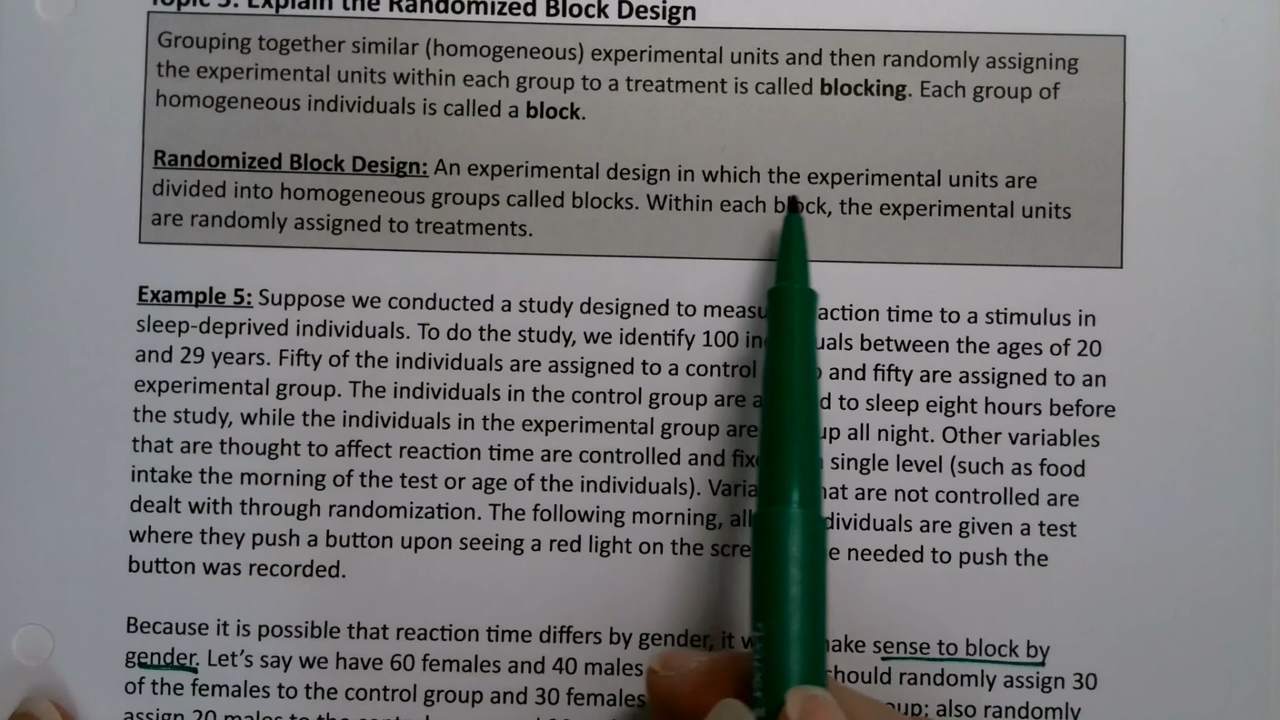 Topic 5: Explain the Randomized Block Design
Grouping together similar (homogeneous) experimental units and then randomly assigning
the experimental units within each group to a treatment is called blocking. Each group of
homogeneous individuals is called a block.
Randomized Block Design: An experimental design in which the experimental units are
divided into homogeneous groups called blocks. Within each block, the experimental units
are randomly assigned to treatments.
Example 5: Suppose we conducted a study designed to measu action time to a stimulus in
sleep-deprived individuals. To do the study, we identify 100 in uals between the ages of 20
and 29 years. Fifty of the individuals are assigned to a control and fifty are assigned to an
experimental group. The individuals in the control group are a d to sleep eight hours before
the study, while the individuals in the experimental group are up all night. Other variables
that are thought to affect reaction time are controlled and fix single level (such as food
intake the morning of the test or age of the individuals). Varia hat are not controlled are
dealt with through randomization. The following morning, all dividuals are given a test
where they push a button upon seeing a red light on the scre e needed to push the
button was recorded.
Because it is possible that reaction time differs by gender, it w make sense to block by
gender. Let's say we have 60 females and 40 males should randomly assign 30
of the females to the control group and 30 females up; also randomly
assign 20 males to the